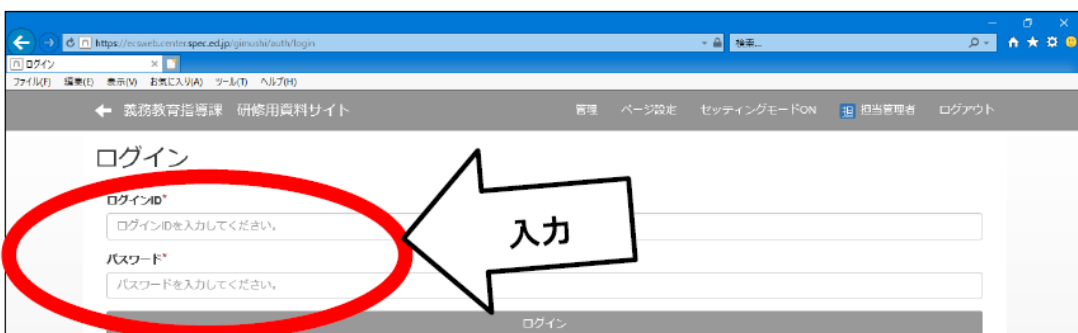 https://ecsweb.center.spec.ed.jp/gimushi/auth/login
検索...
ログイン
ファイル(F) 編集(E) 表示(V) お気に入り(A) ツール(T) ヘルプ(H)
義務教育指導課 研修用資料サイト 管理 ページ設定 セッティングモードON 担 担当管理者 ログアウト
ログイン
ログインID*
ログインIDを入力してください。
入力
パスワード*
パスワードを入力してください。
ログイン